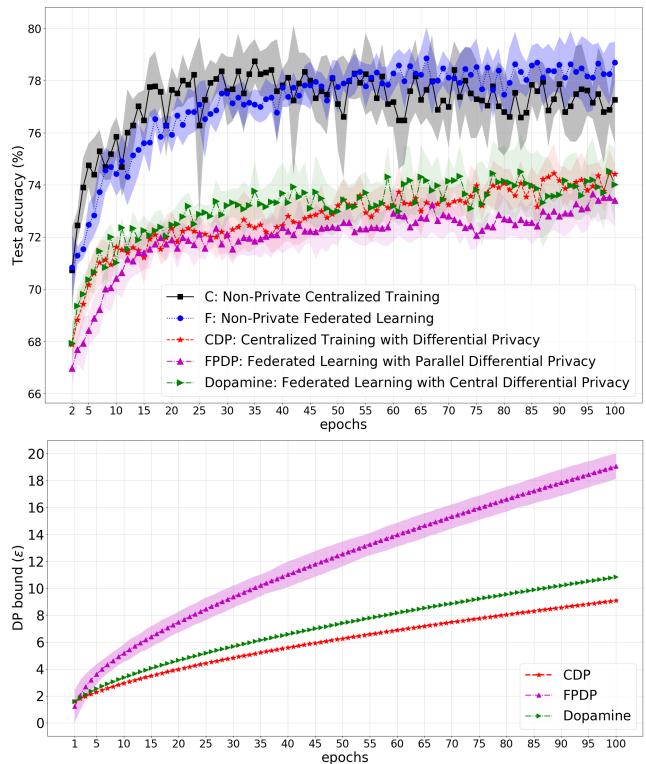 80
78
76
74
72
70
68
66
Test accuracy (%)
C: Non-Private Centralized Training
F: Non-Private Federated Learning
CDP: Centralized Training with Differential Privacy
FPDP: Federated Learning with Parallel Differential Privacy
Dopamine: Federated Learning with Central Differential Privacy
2 5 10 15 20 25 30 35 40 45 50 55 60 65 70 75 80 85 90 95 100
epochs
20
18
16
14
12
10
8
6
4
2
0
DP bound (ε)
CDP
FPDP
Dopamine
1 5 10 15 20 25 30 35 40 45 50 55 60 65 70 75 80 85 90 95 100
epochs